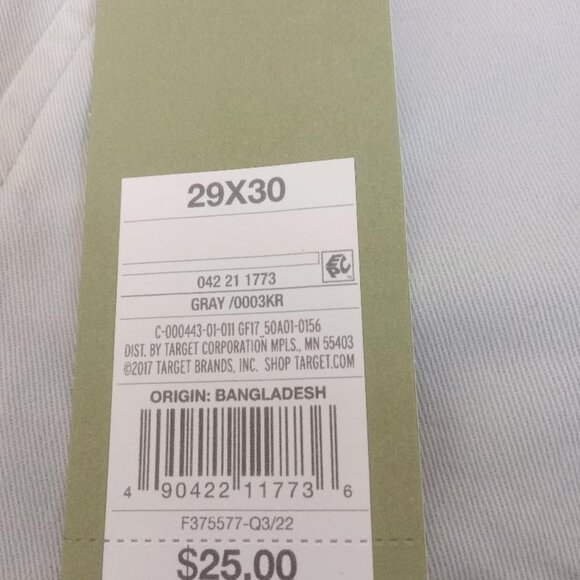 29X30
042 21 1773
GRAY /0003KR
C-000443-01-011 GF17_50A01-0156
DIST. BY TARGET CORPORATION MPLS., MN 55403
©2017 TARGET BRANDS, INC. SHOP TARGET.COM
ORIGIN: BANGLADESH
4 90422 11773 6
F375577-Q3/22
$25.00